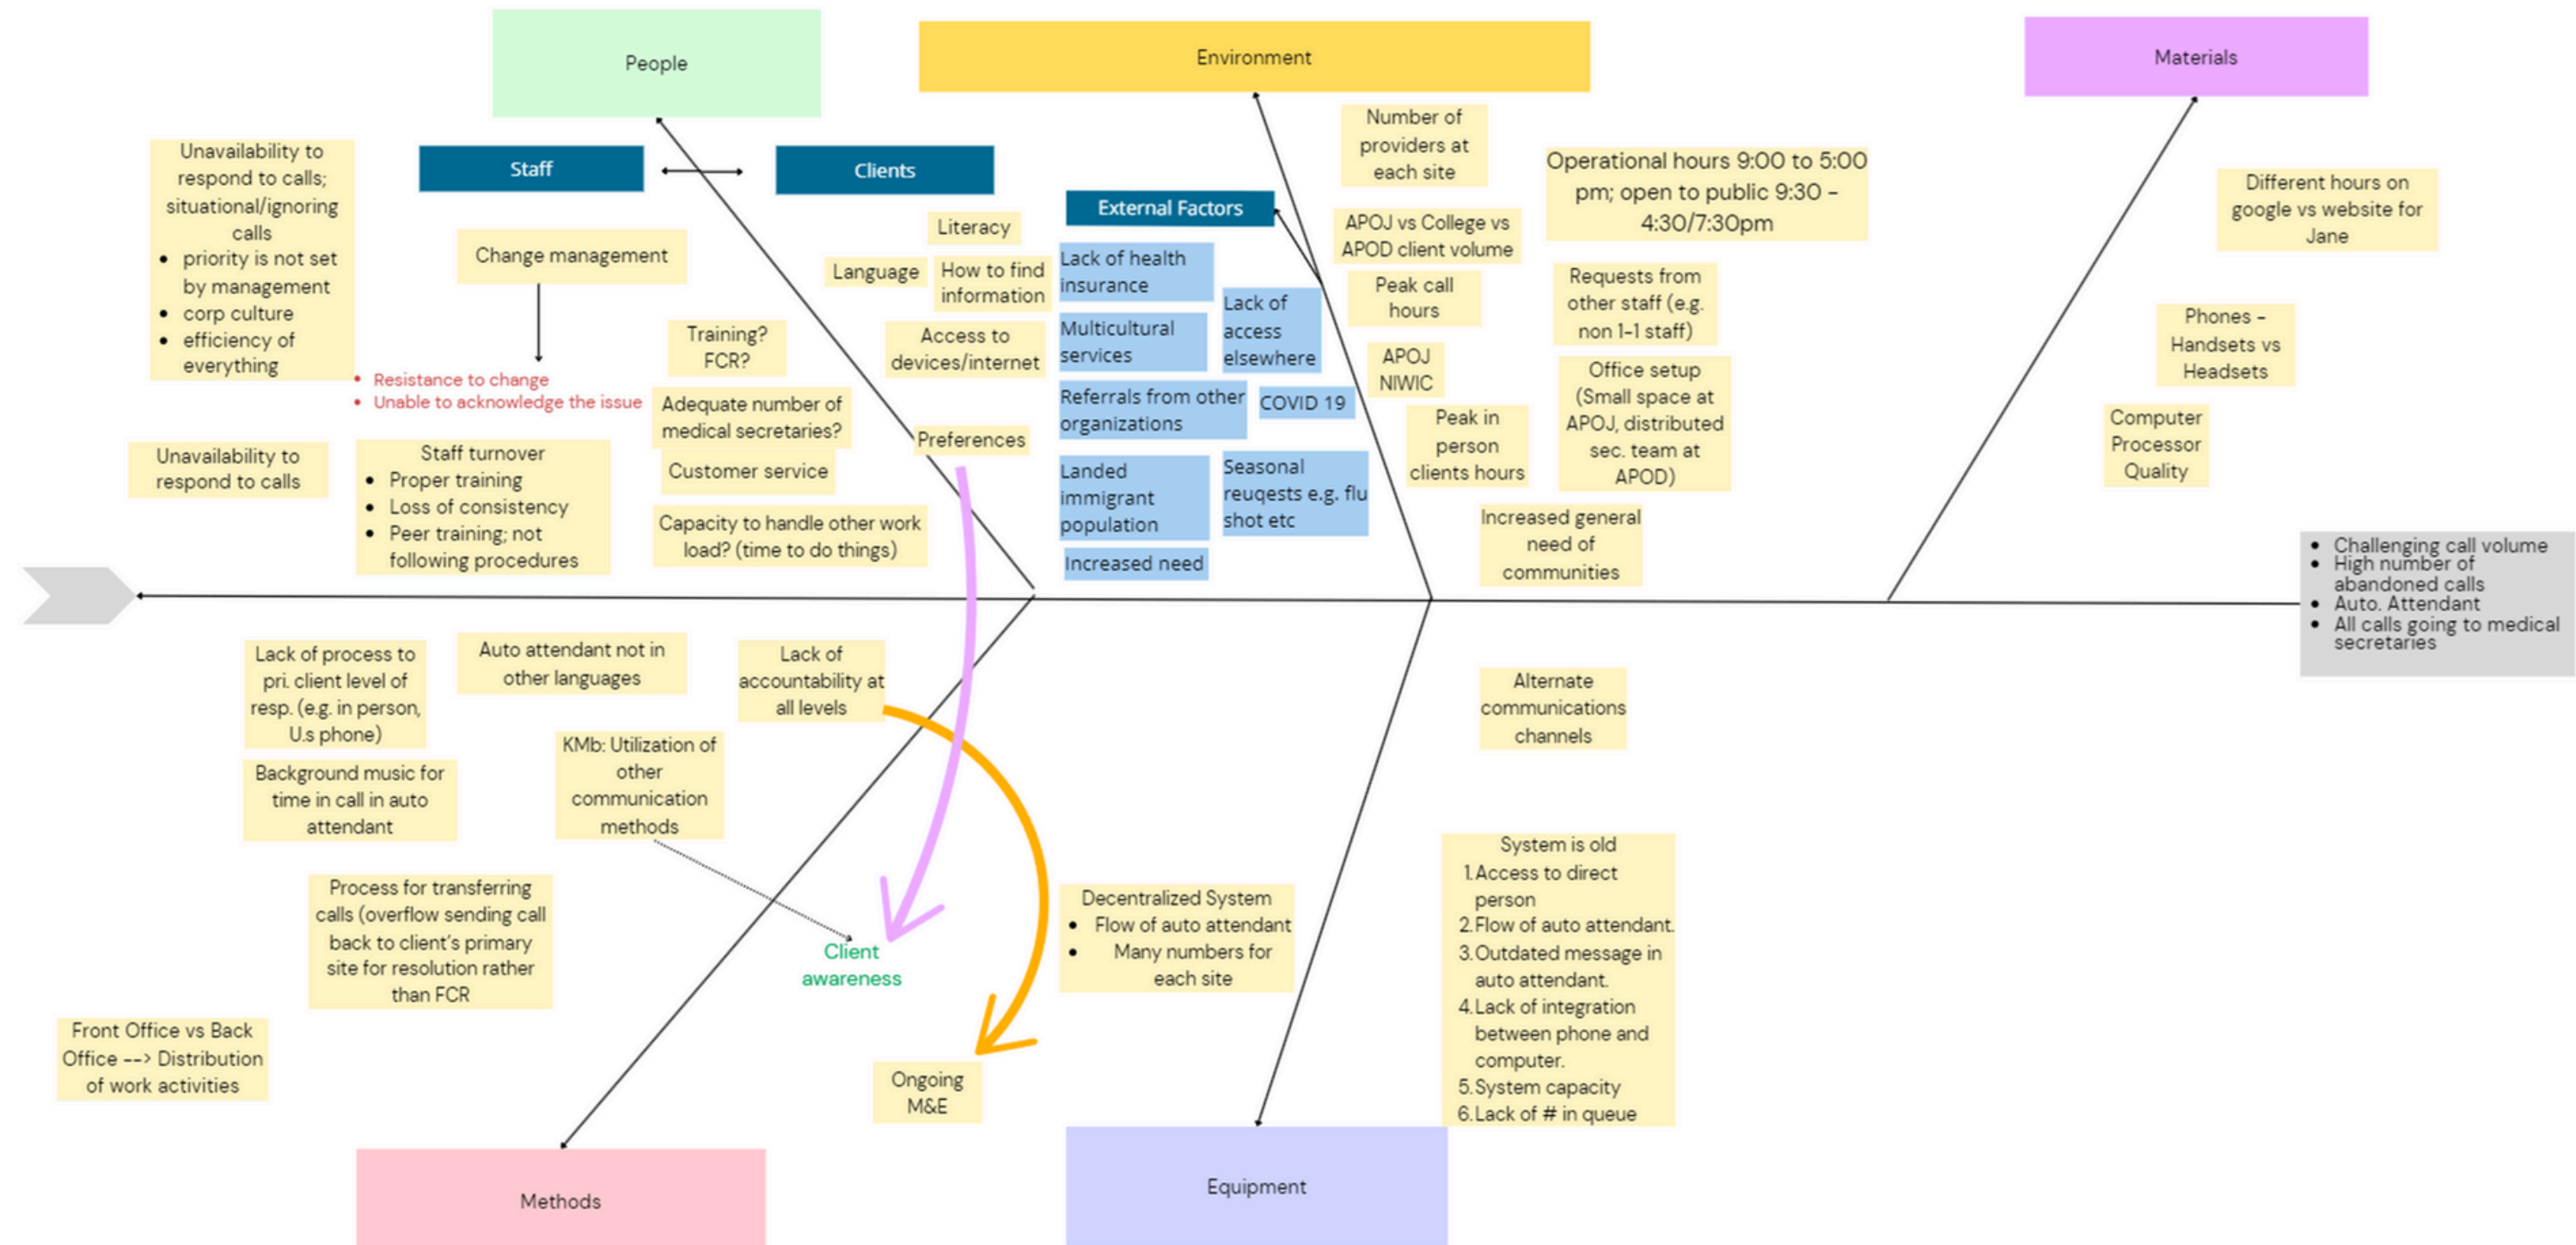 People
Environment
Materials
Unavailability to
respond to calls;
situational/ignoring
calls
• priority is not set
by management
• corp culture
• efficiency of
everything
Staff
Clients
Change management
• Resistance to change
• Unable to acknowledge the issue
Unavailability to
respond to calls
Staff turnover
• Proper training
• Loss of consistency
• Peer training; not
following procedures
Training?
FCR?
Adequate number of
medical secretaries?
Customer service
Capacity to handle other work
load? (time to do things)
Literacy
Language
How to find
information
Access to
devices/internet
Preferences
External Factors
Lack of health
insurance
Multicultural
services
Lack of
access
elsewhere
Referrals from other
organizations
COVID 19
Landed
immigrant
population
Seasonal
reuqests e.g. flu
shot etc
Increased need
Number of
providers at
each site
APOJ vs College vs
APOD client volume
Peak call
hours
APOJ
NIWIC
Peak in
person
clients hours
Operational hours 9:00 to 5:00
pm; open to public 9:30 -
4:30/7:30pm
Requests from
other staff (e.g.
non 1-1 staff)
Office setup
(Small space at
APOJ, distributed
sec. team at
APOD)
Increased general
need of
communities
Different hours on
google vs website for
Jane
Phones -
Handsets vs
Headsets
Computer
Processor
Quality
• Challenging call volume
• High number of
abandoned calls
• Auto. Attendant
• All calls going to medical
secretaries
Lack of process to
pri. client level of
resp. (e.g. in person,
U.s phone)
Auto attendant not in
other languages
Lack of
accountability at
all levels
Background music for
time in call in auto
attendant
KMb: Utilization of
other
communication
methods
Process for transferring
calls (overflow sending call
back to client's primary
site for resolution rather
than FCR
Client
awareness
Front Office vs Back
Office --> Distribution
of work activities
Ongoing
M&E
Alternate
communications
channels
Decentralized System
• Flow of auto attendant
• Many numbers for
each site
System is old
1. Access to direct
person
2. Flow of auto attendant.
3. Outdated message in
auto attendant.
4. Lack of integration
between phone and
computer.
5. System capacity
6. Lack of # in queue
Methods
Equipment